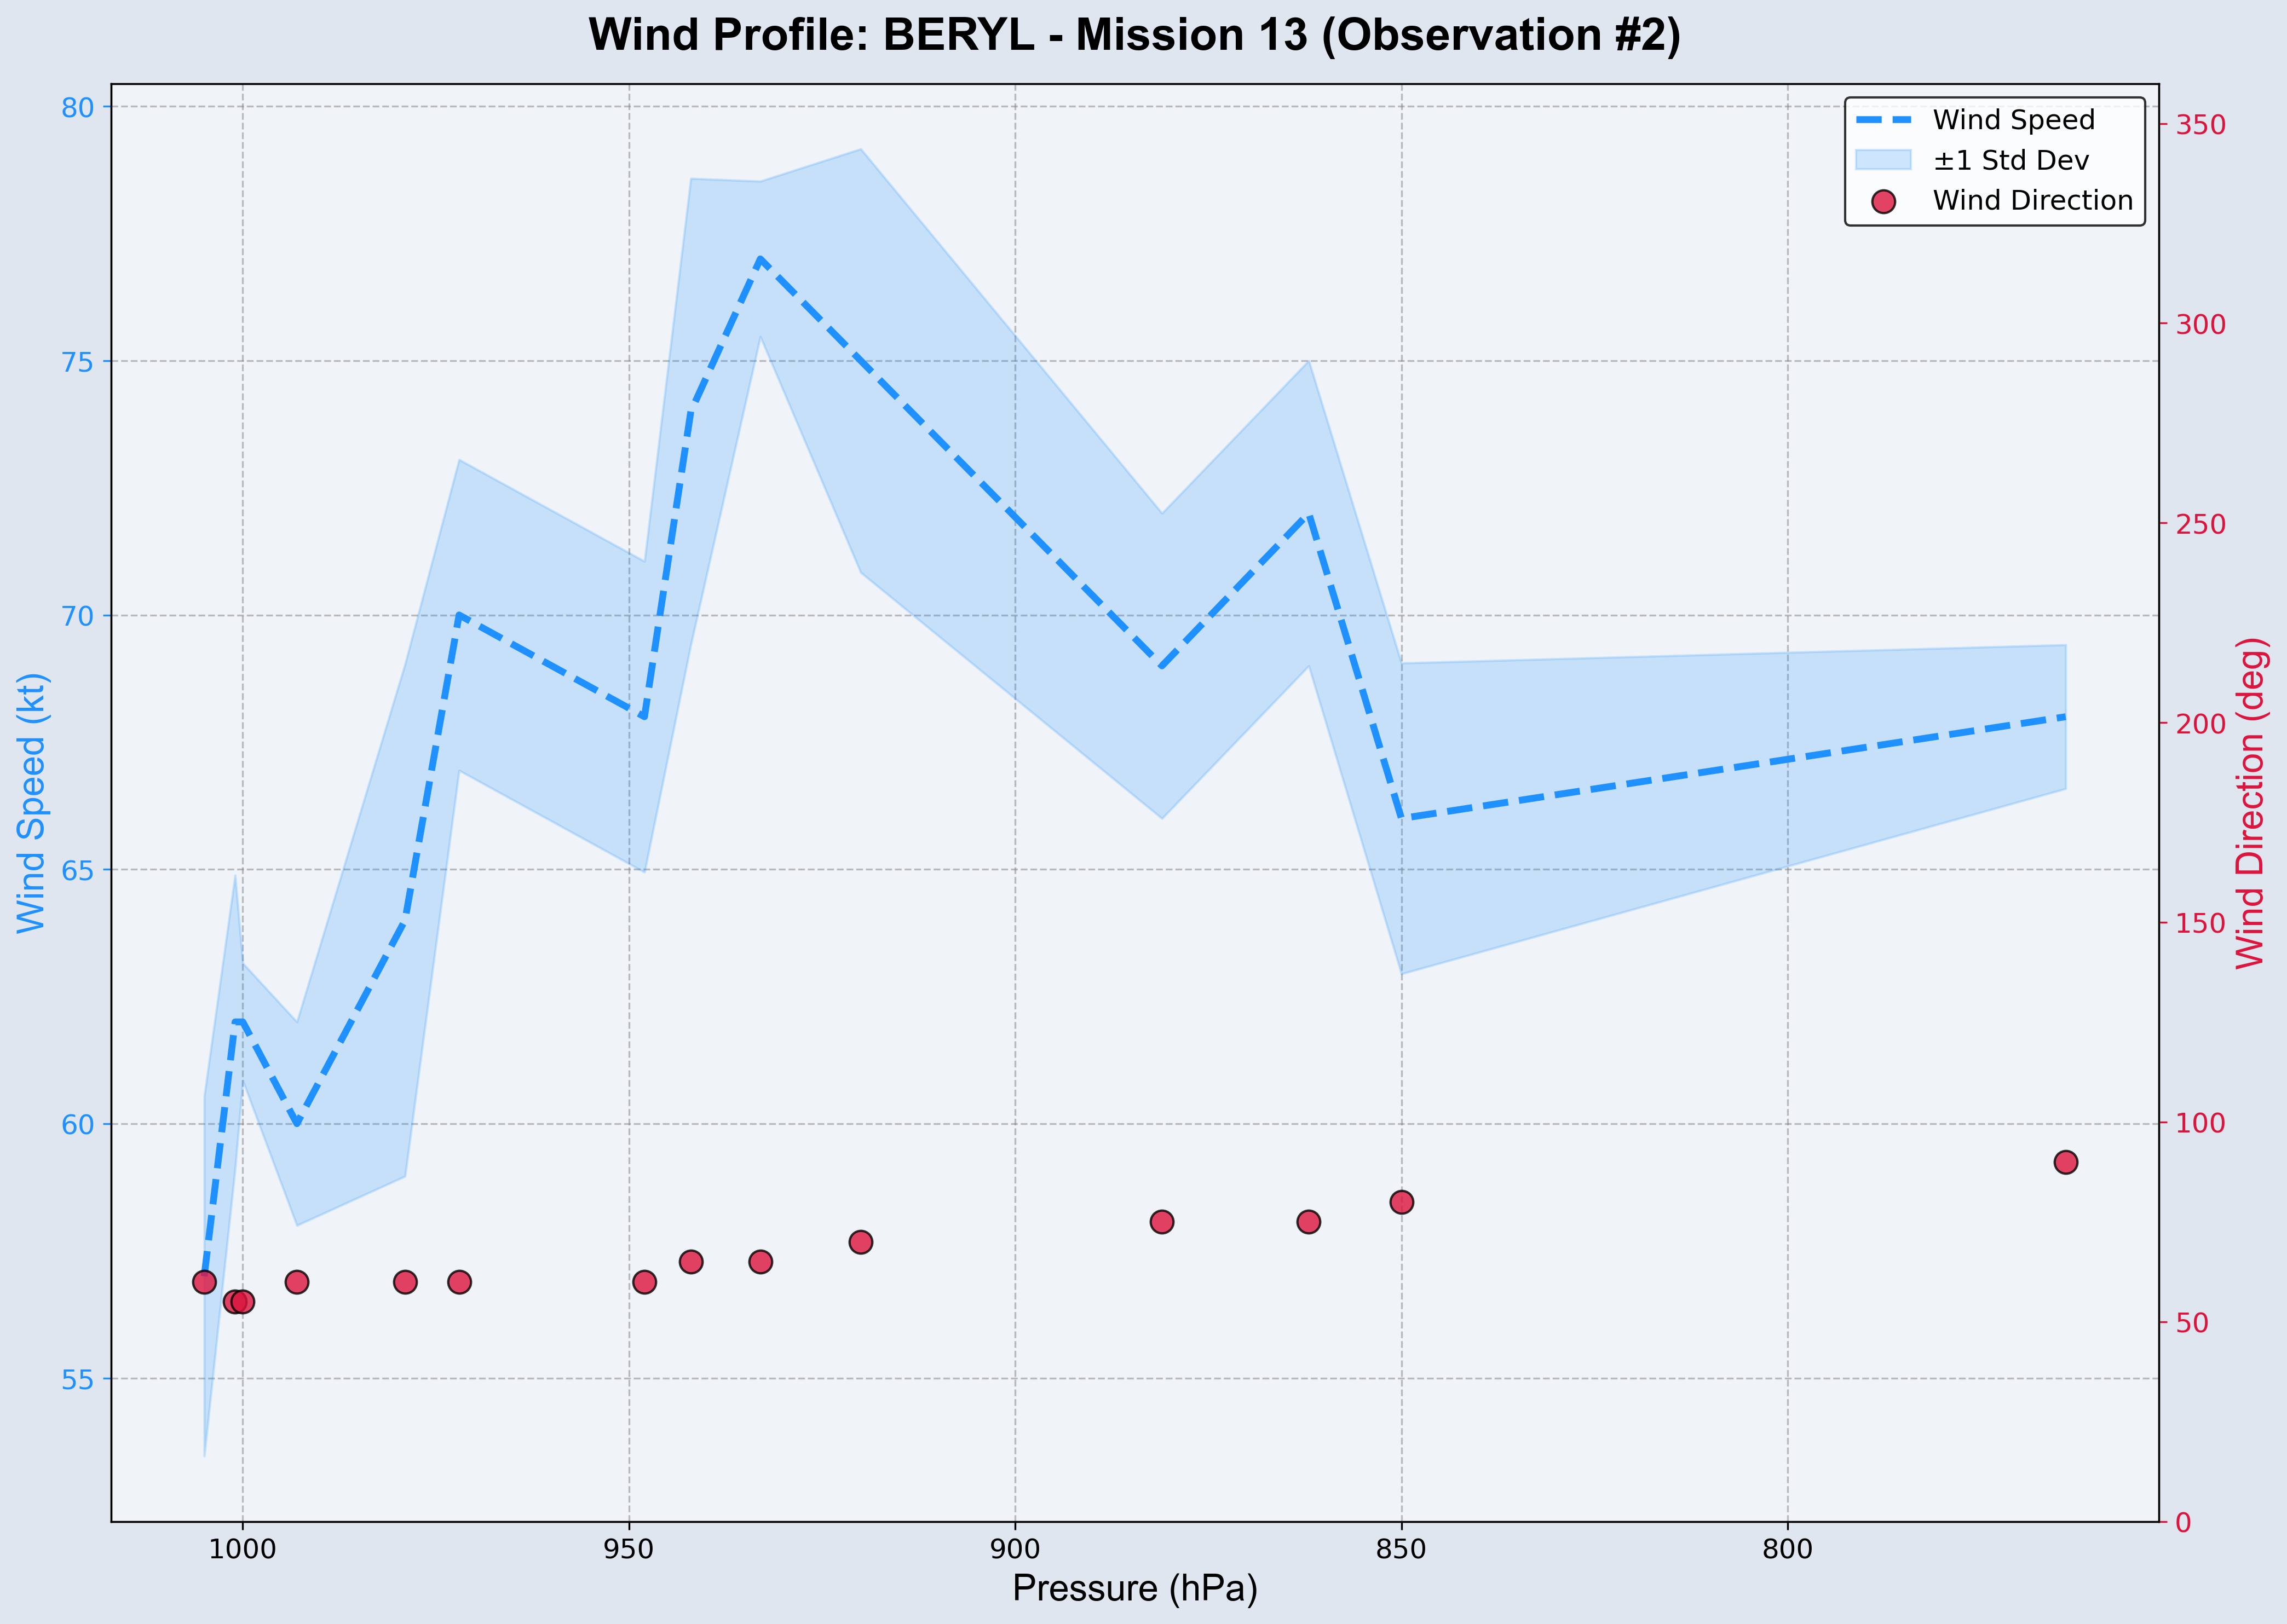 Wind Profile: BERYL - Mission 13 (Observation #2)
Wind Speed
±1 Std Dev
Wind Direction
Wind Speed (kt)
80
75
70
65
60
55
350
300
250
200
150
100
50
0
Wind Direction (deg)
1000
950
900
850
800
Pressure (hPa)